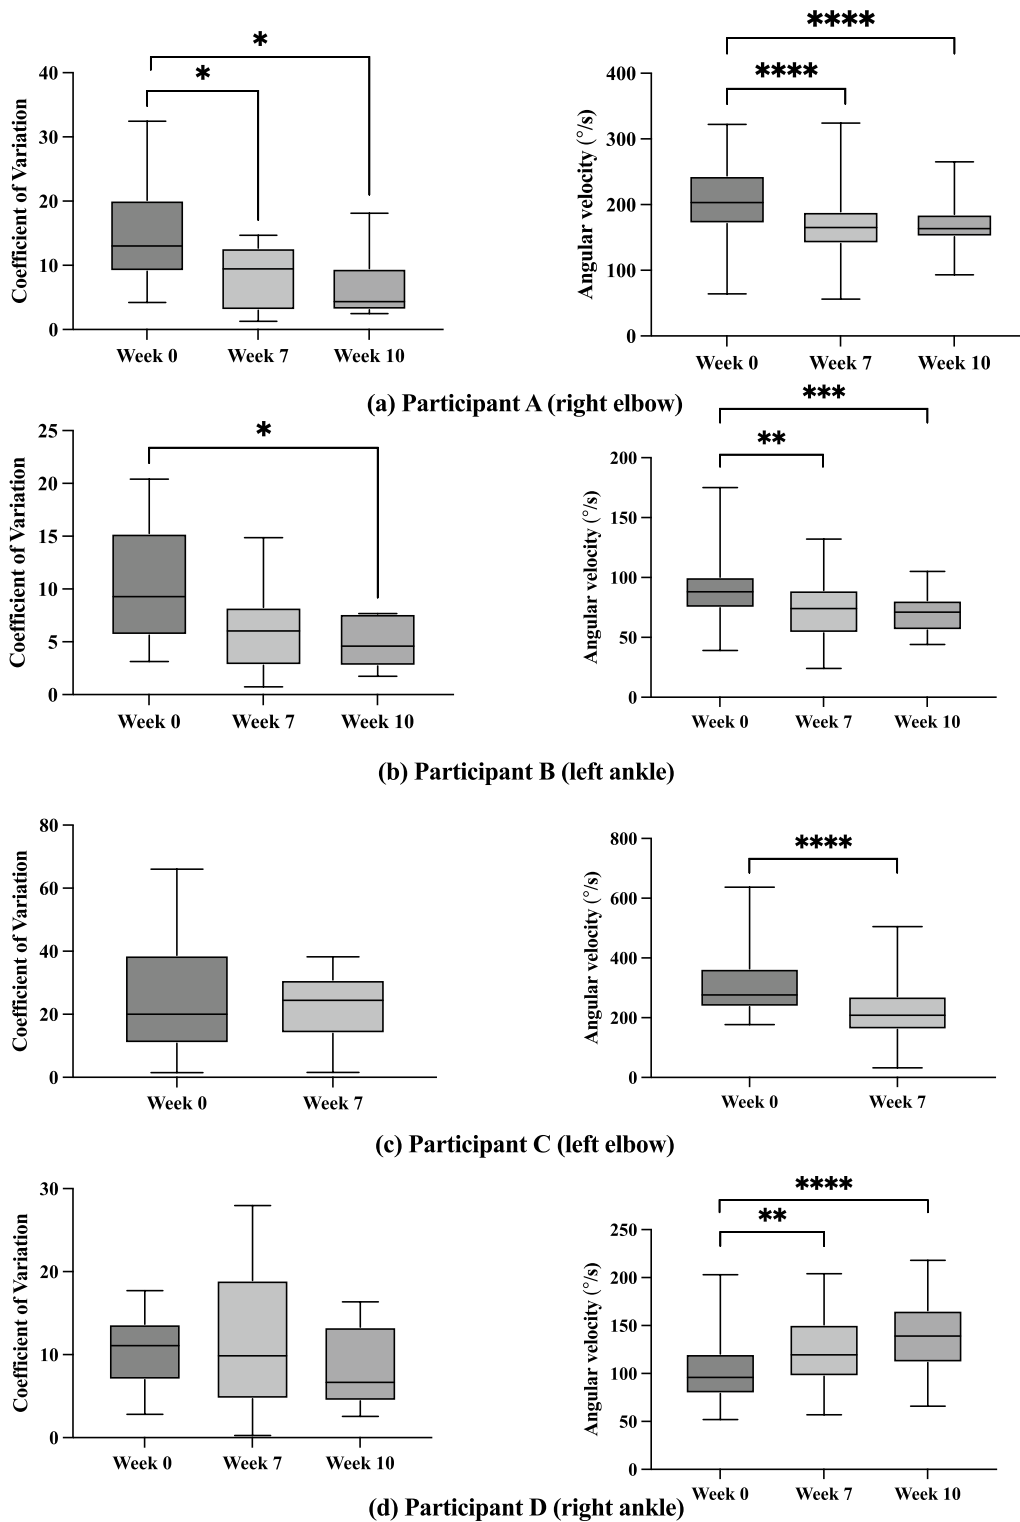 *
*
Coefficient of Variation
40
30
20
10
0
Week 0 Week 7 Week 10
****
****
Angular velocity (°/s)
400
300
200
100
0
Week 0 Week 7 Week 10
(a) Participant A (right elbow)
*
Coefficient of Variation
25
20
15
10
5
0
Week 0 Week 7 Week 10
***
**
Angular velocity (°/s)
200
150
100
50
0
Week 0 Week 7 Week 10
(b) Participant B (left ankle)
Coefficient of Variation
80
60
40
20
0
Week 0 Week 7
****
Angular velocity (°/s)
800
600
400
200
0
Week 0 Week 7
(c) Participant C (left elbow)
Coefficient of Variation
30
20
10
0
Week 0 Week 7 Week 10
****
**
Angular velocity (°/s)
250
200
150
100
50
0
Week 0 Week 7 Week 10
(d) Participant D (right ankle)